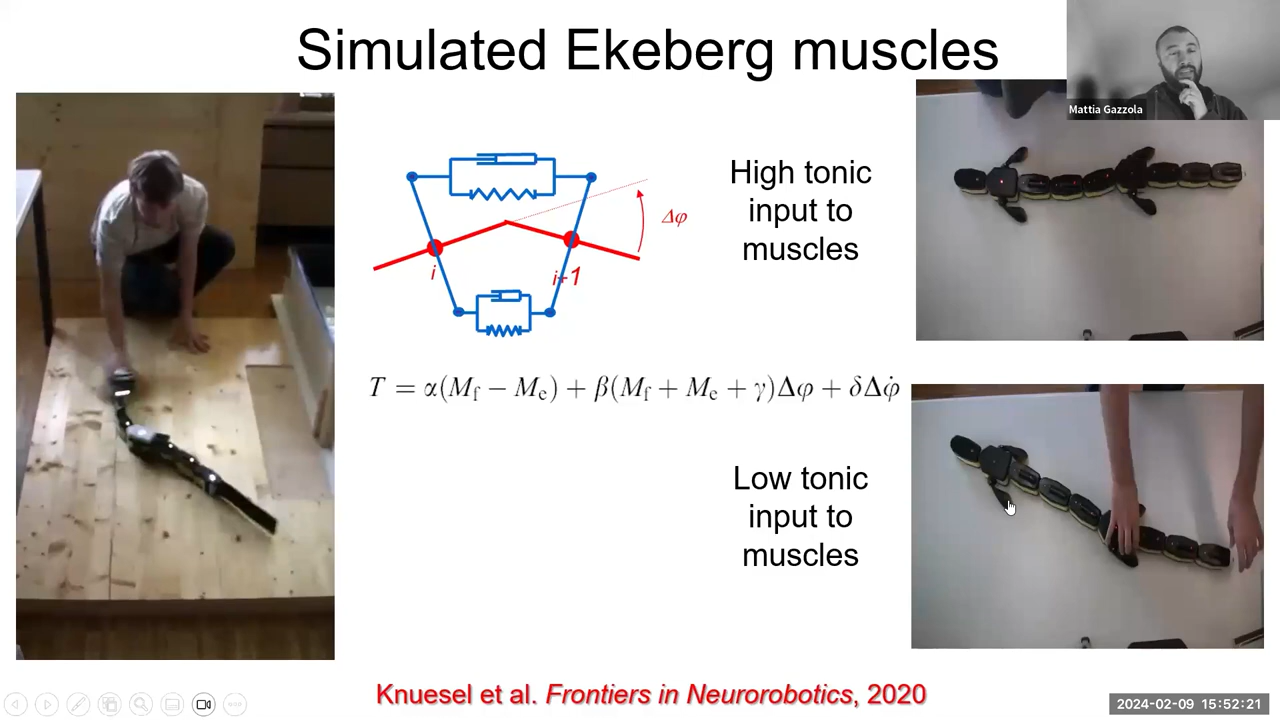 Simulated Ekeberg muscles
Mattia Gazzola
High tonic
input to
muscles
Δφ
i
i+1
T = α(M_f − M_e) + β(M_f + M_e + γ)Δφ + δΔφ̇
Low tonic
input to
muscles
Knuesel et al. Frontiers in Neurorobotics, 2020
2024-02-09 15:52:21